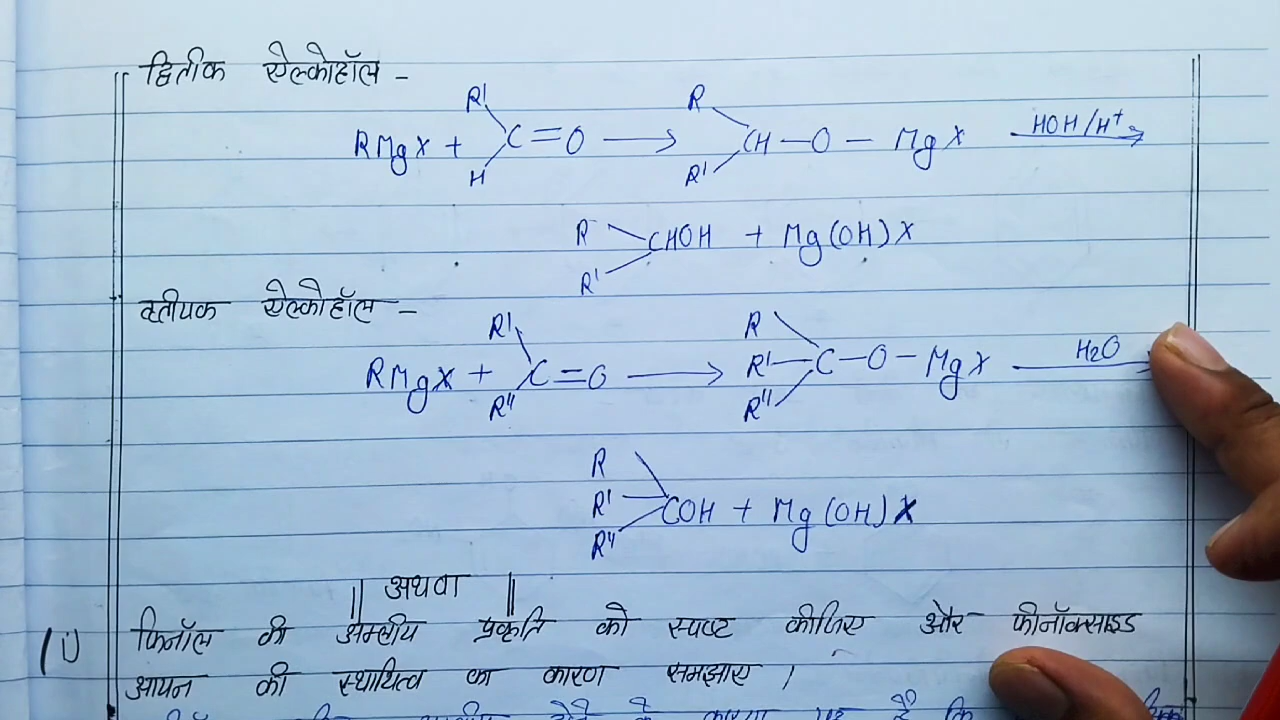 द्वितीक ऐल्कोहॉल -
R'
RMgX + C=O → R CH-O-MgX HOH/H+ →
H R'
R CHOH + Mg(OH)X
R'
तृतीयक ऐल्कोहॉल -
R' R
RMgX + C=O → R'-C-O-MgX H2O →
R'' R''
R
R' COH + Mg(OH)X
R''
|| अथवा ||
(i) फिनॉल की अम्लीय प्रकृति को स्पष्ट कीजिए और फीनॉक्साइड
आयन की स्थायित्व का कारण समझाए ।